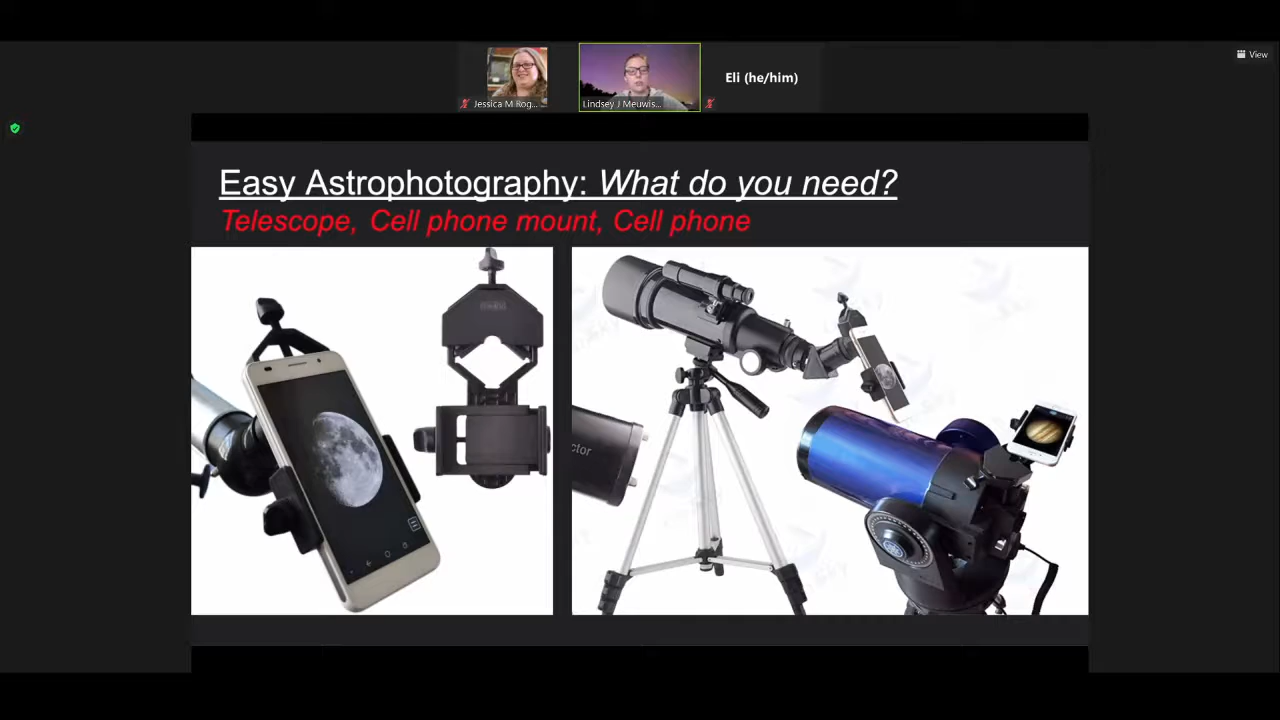 View
Eli (he/him)
Jessica M Rog...
Lindsey J Meuwis...
Easy Astrophotography: What do you need?
Telescope, Cell phone mount, Cell phone
ctor